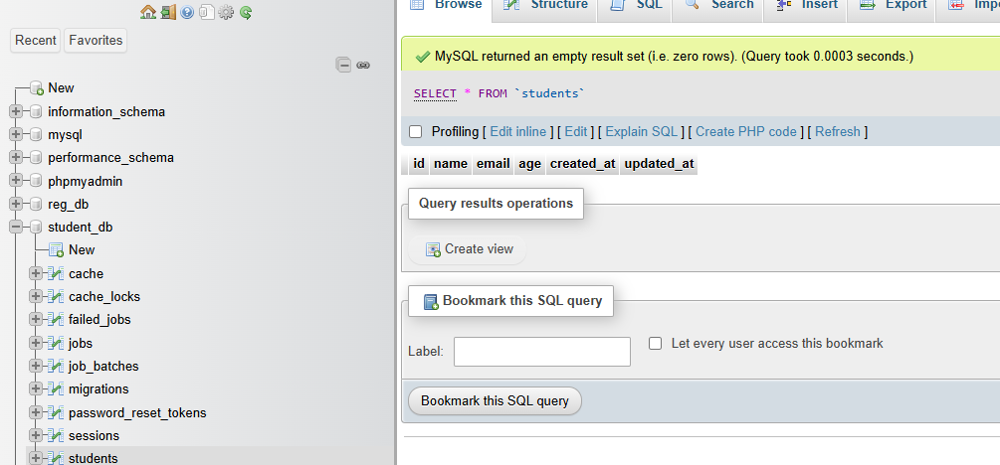 Recent Favorites
New
information_schema
mysql
performance_schema
phpmyadmin
reg_db
student_db
New
cache
cache_locks
failed_jobs
jobs
job_batches
migrations
password_reset_tokens
sessions
students
Browse Structure SQL Search Insert Export
MySQL returned an empty result set (i.e. zero rows). (Query took 0.0003 seconds.)
SELECT * FROM `students`
Profiling [ Edit inline ] [ Edit ] [ Explain SQL ] [ Create PHP code ] [ Refresh ]
id name email age created_at updated_at
Query results operations
Create view
Bookmark this SQL query
Label: Let every user access this bookmark
Bookmark this SQL query